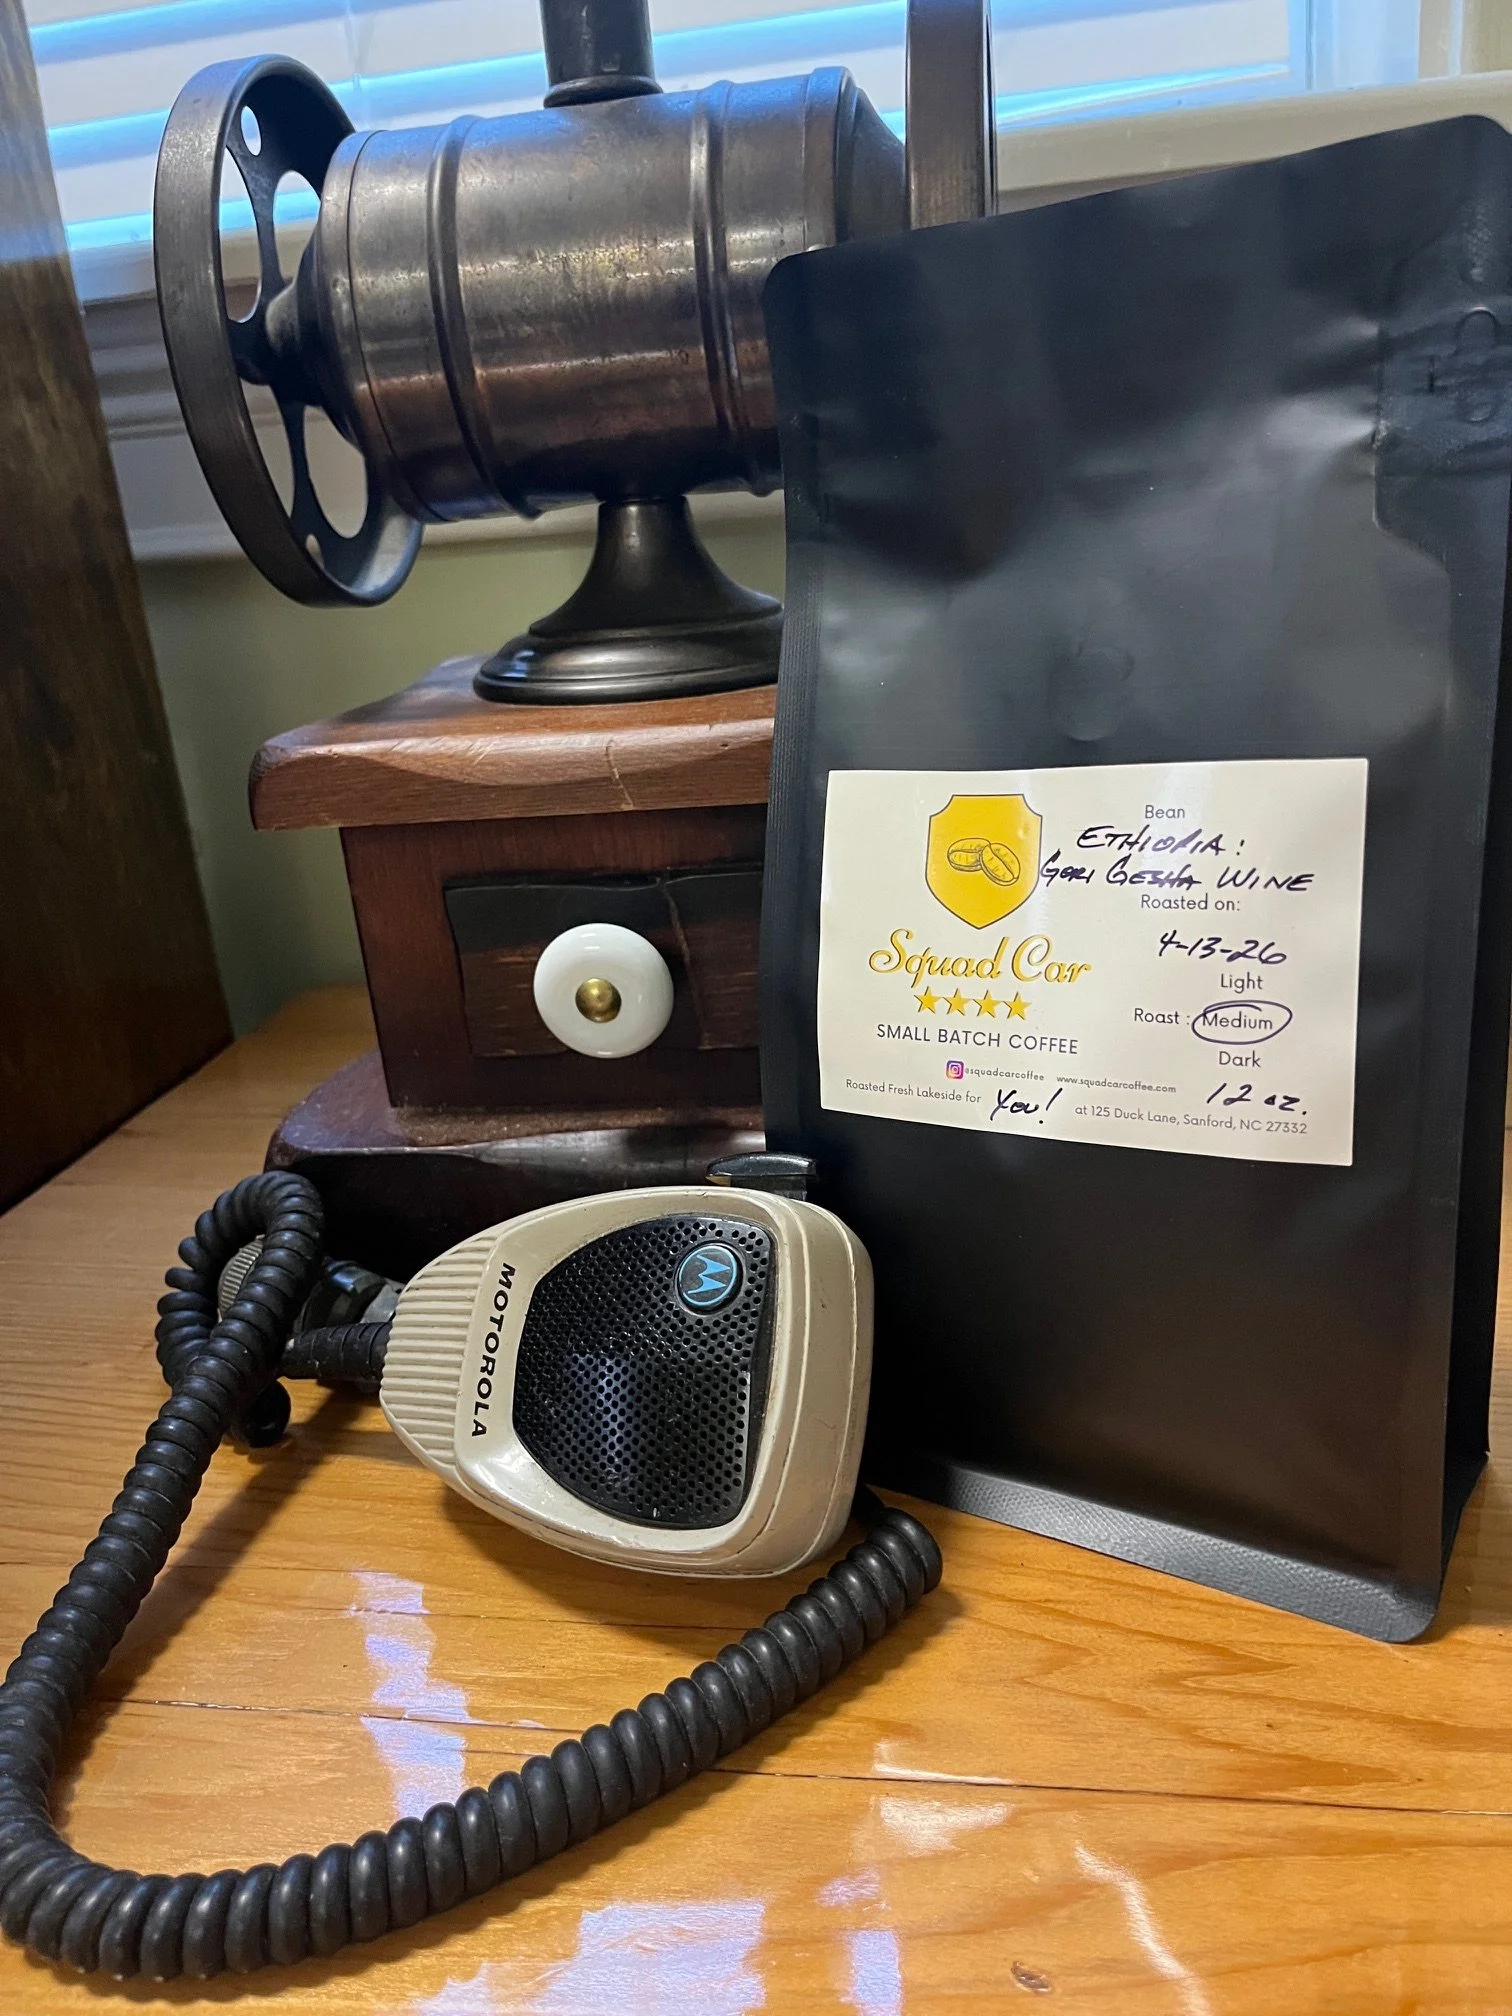 Bean
ETHIOPIA:
GORI GESHA WINE
Roasted on:
4-13-26
Light
Roast : Medium
Dark
12 oz.
Squad Car
SMALL BATCH COFFEE
@squadcarcoffee www.squadcarcoffee.com
Roasted Fresh Lakeside for You! at 125 Duck Lane, Sanford, NC 27332
MOTOROLA